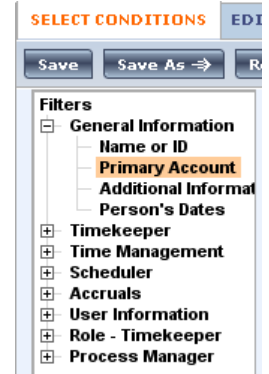 SELECT CONDITIONS EDI
Save Save As R
Filters
General Information
Name or ID
Primary Account
Additional Informat
Person's Dates
Timekeeper
Time Management
Scheduler
Accruals
User Information
Role - Timekeeper
Process Manager